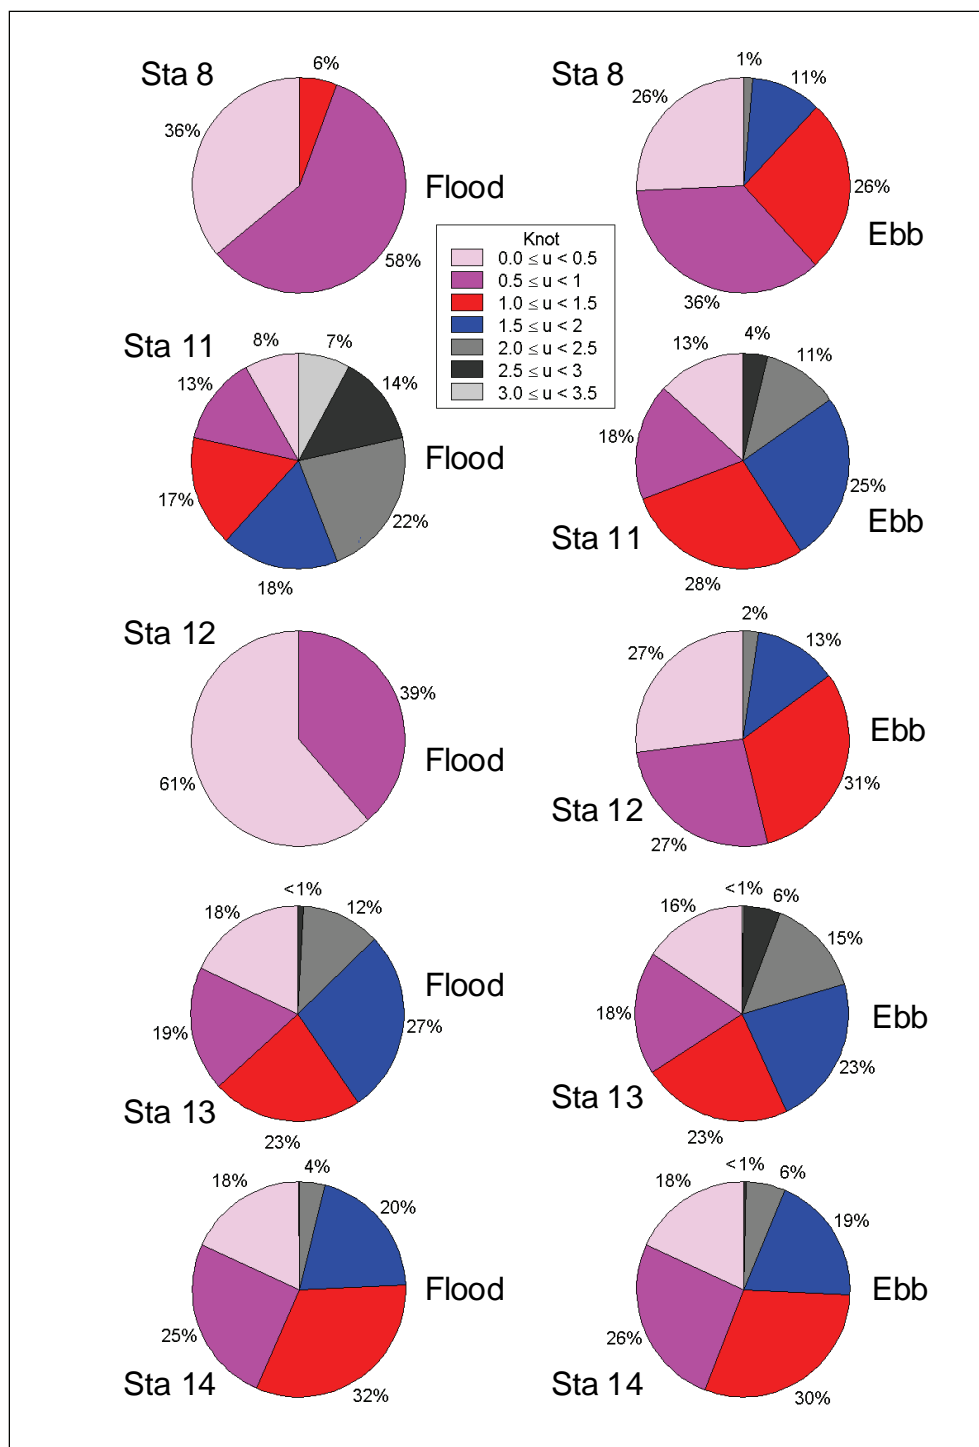 Sta 8
6%
36%
58%
Flood
Sta 8
1%
11%
26%
26%
36%
Ebb
Knot
0.0 ≤ u < 0.5
0.5 ≤ u < 1
1.0 ≤ u < 1.5
1.5 ≤ u < 2
2.0 ≤ u < 2.5
2.5 ≤ u < 3
3.0 ≤ u < 3.5
Sta 11
8%
7%
13%
14%
17%
22%
18%
Flood
4%
13%
11%
18%
25%
28%
Sta 11
Ebb
Sta 12
39%
61%
Flood
2%
27%
13%
31%
27%
Sta 12
Ebb
<1%
18%
12%
19%
27%
23%
Sta 13
Flood
<1%
6%
16%
15%
18%
23%
23%
Sta 13
Ebb
4%
18%
20%
25%
32%
Sta 14
Flood
<1%
6%
18%
19%
26%
30%
Sta 14
Ebb